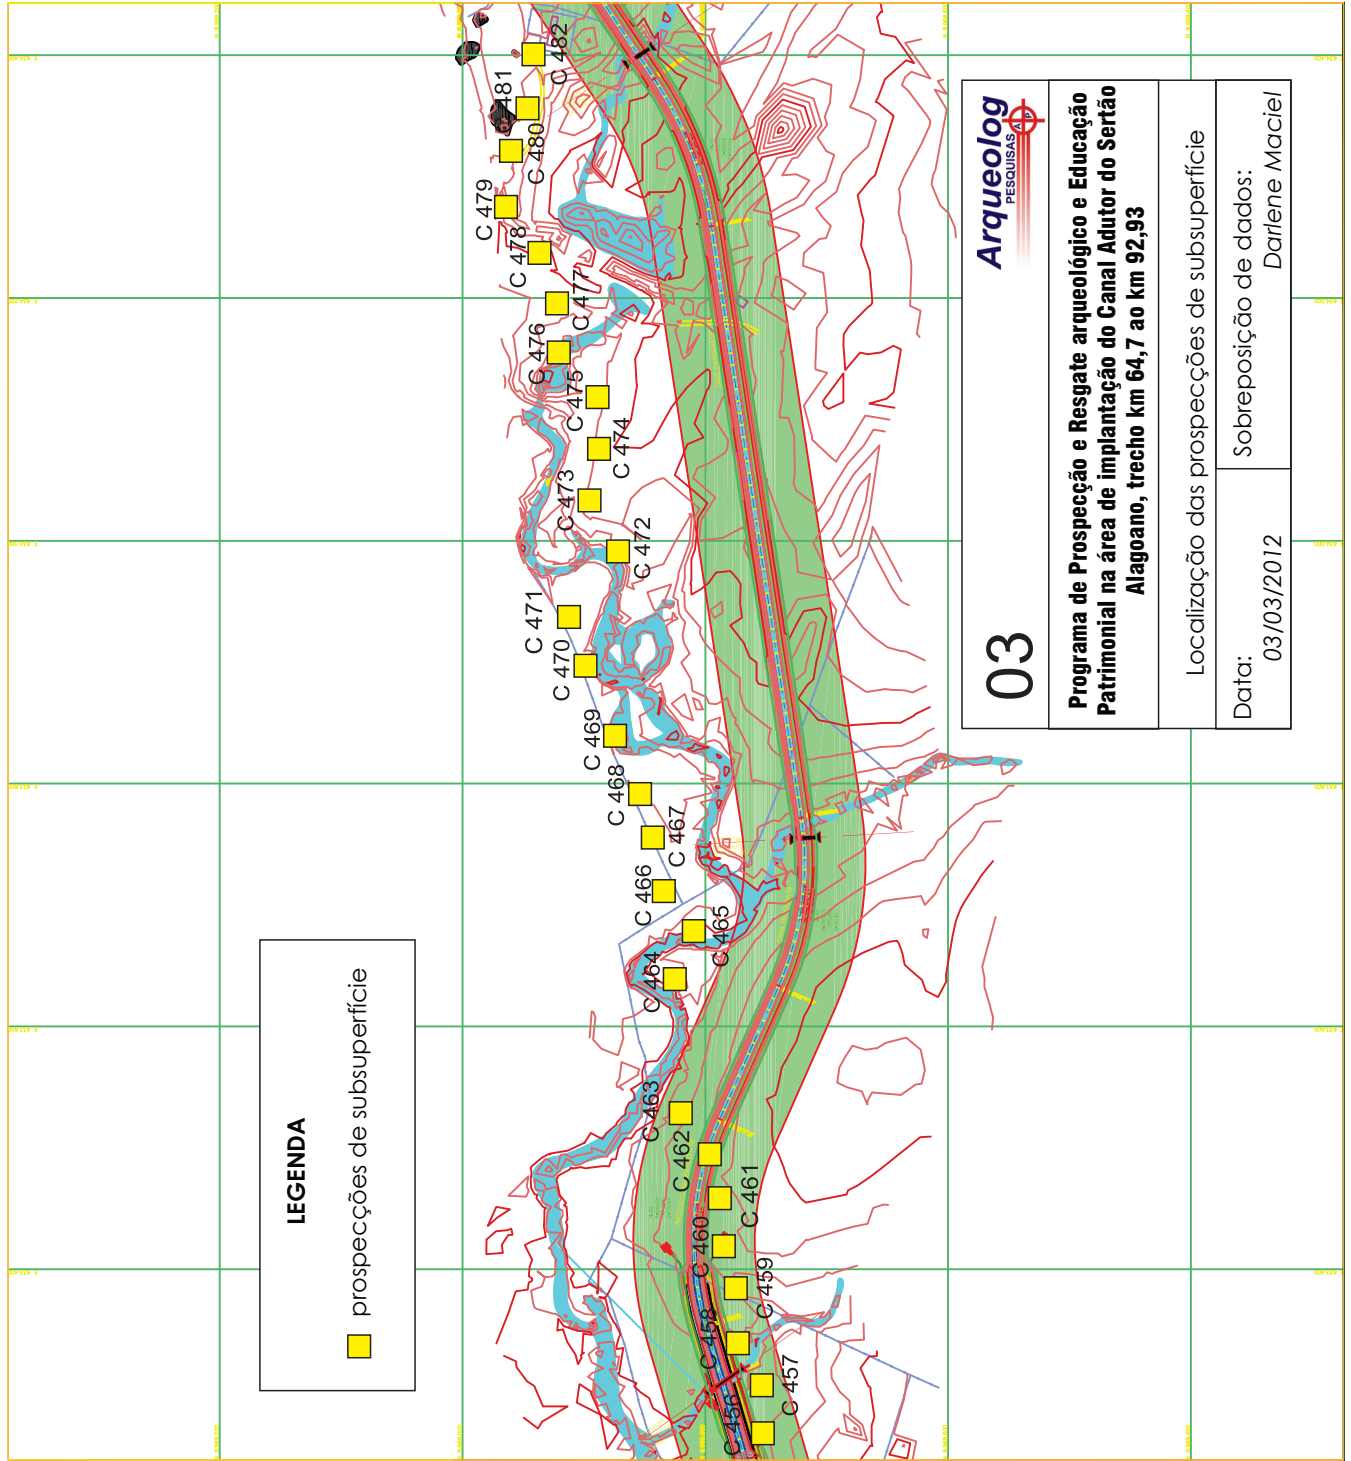 LEGENDA
prospecções de subsuperfície
C 456
C 457
C 458
C 459
C 460
C 461
C 462
C 463
C 464
C 465
C 466
C 467
C 468
C 469
C 470
C 471
C 472
C 473
C 474
C 475
C 476
C 477
C 478
C 479
C 480
481
C 482
03
Arqueolog
PESQUISAS
A P
Programa de Prospecção e Resgate arqueológico e Educação
Patrimonial na área de implantação do Canal Adutor do Sertão
Alagoano, trecho km 64,7 ao km 92,93
Localização das prospecções de subsuperfície
Data:
03/03/2012
Sobreposição de dados:
Darlene Maciel